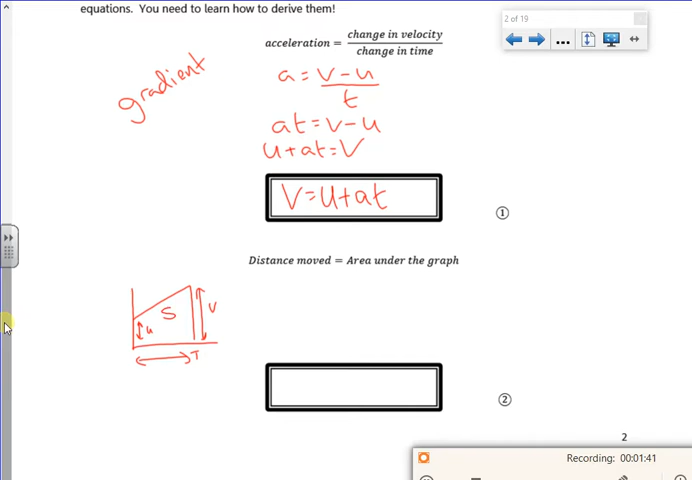 equations. You need to learn how to derive them!
2 of 19
acceleration = change in velocity / change in time
gradient
a = v - u / t
at = v - u
u + at = v
v = u + at
①
Distance moved = Area under the graph
s
u
v
T
②
2
Recording: 00:01:41